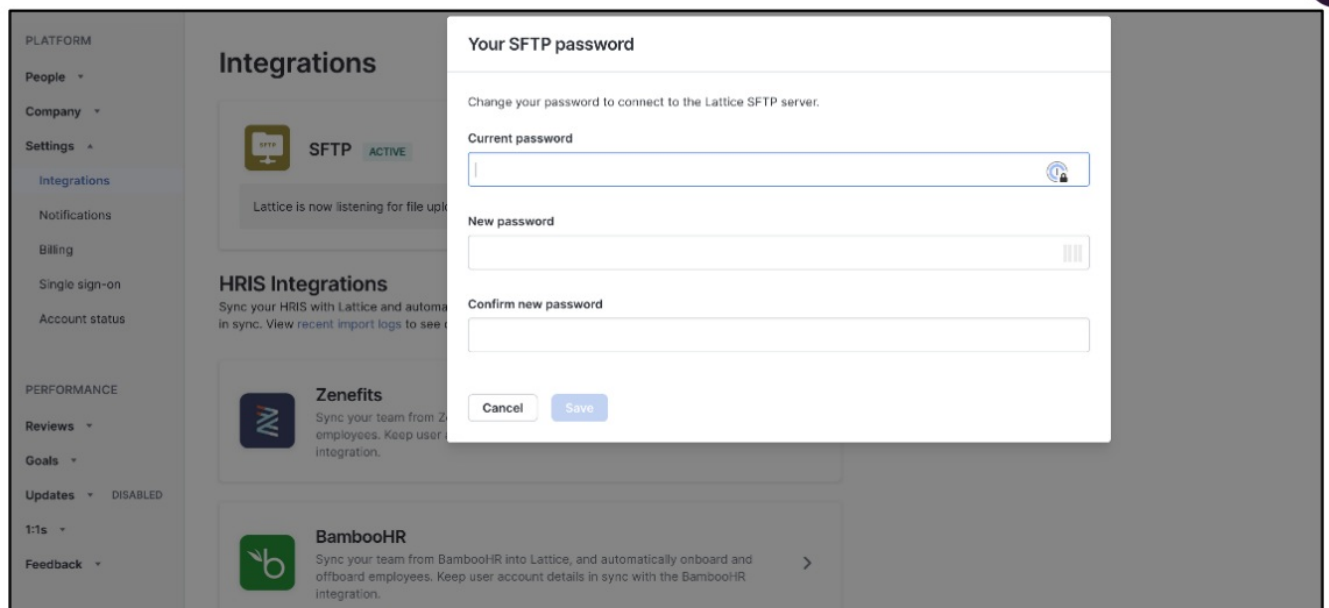 PLATFORM
People
Company
Settings
Integrations
Notifications
Billing
Single sign-on
Account status
PERFORMANCE
Reviews
Goals
Updates DISABLED
1:1s
Feedback
Integrations
SFTP
SFTP ACTIVE
Lattice is now listening for file
HRIS Integrations
Sync your HRIS with Lattice and
in sync. View recent import logs to see
Zenefits
Sync your team from
employees. Keep user
integration.
BambooHR
Sync your team from BambooHR into Lattice, and automatically onboard and
offboard employees. Keep user account details in sync with the BambooHR
integration.
Your SFTP password
Change your password to connect to the Lattice SFTP server.
Current password
New password
Confirm new password
Cancel Save